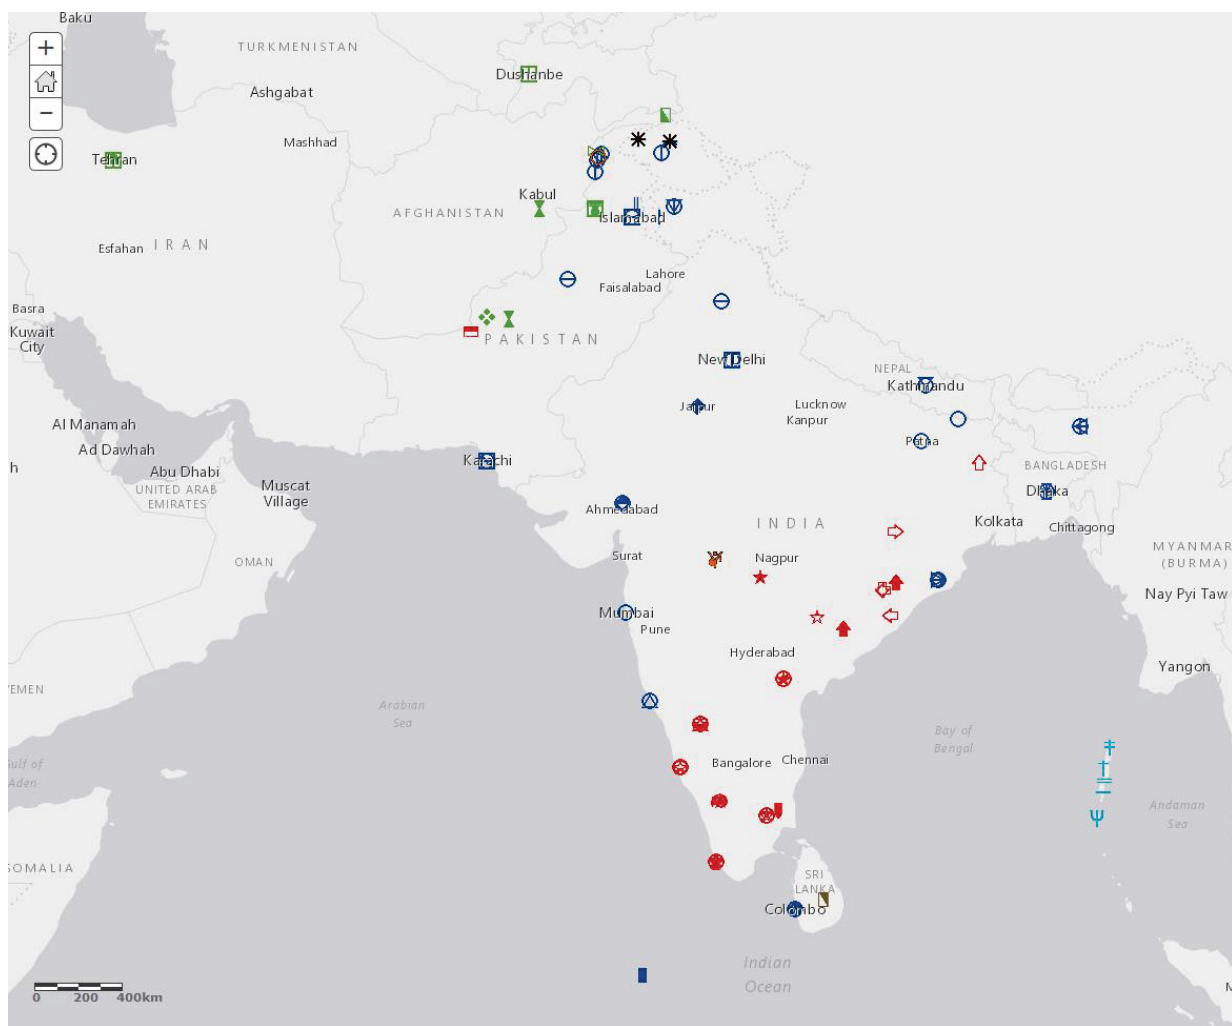 Baku
TURKMENISTAN
+
Dushanbe
Ashgabat
−
Mashhad
Tehran
Kabul
AFGHANISTAN
Islamabad
Esfahan
IRAN
Lahore
Faisalabad
Basra
Kuwait
City
PAKISTAN
New Delhi
NEPAL
Kathmandu
Jaipur
Lucknow
Kanpur
Al Manamah
Ad Dawhah
Patna
h
Abu Dhabi
Karachi
BANGLADESH
UNITED ARAB
EMIRATES
Muscat
Village
Dhaka
Ahmedabad
INDIA
Kolkata
Chittagong
OMAN
Surat
Nagpur
MYANMAR
(BURMA)
Nay Pyi Taw
Mumbai
Pune
Hyderabad
Yangon
YEMEN
Arabian
Sea
Bay of
Bengal
Gulf of
Aden
Bangalore
Chennai
Andaman
Sea
SOMALIA
SRI
LANKA
Colombo
Indian
Ocean
0 200 400km
M